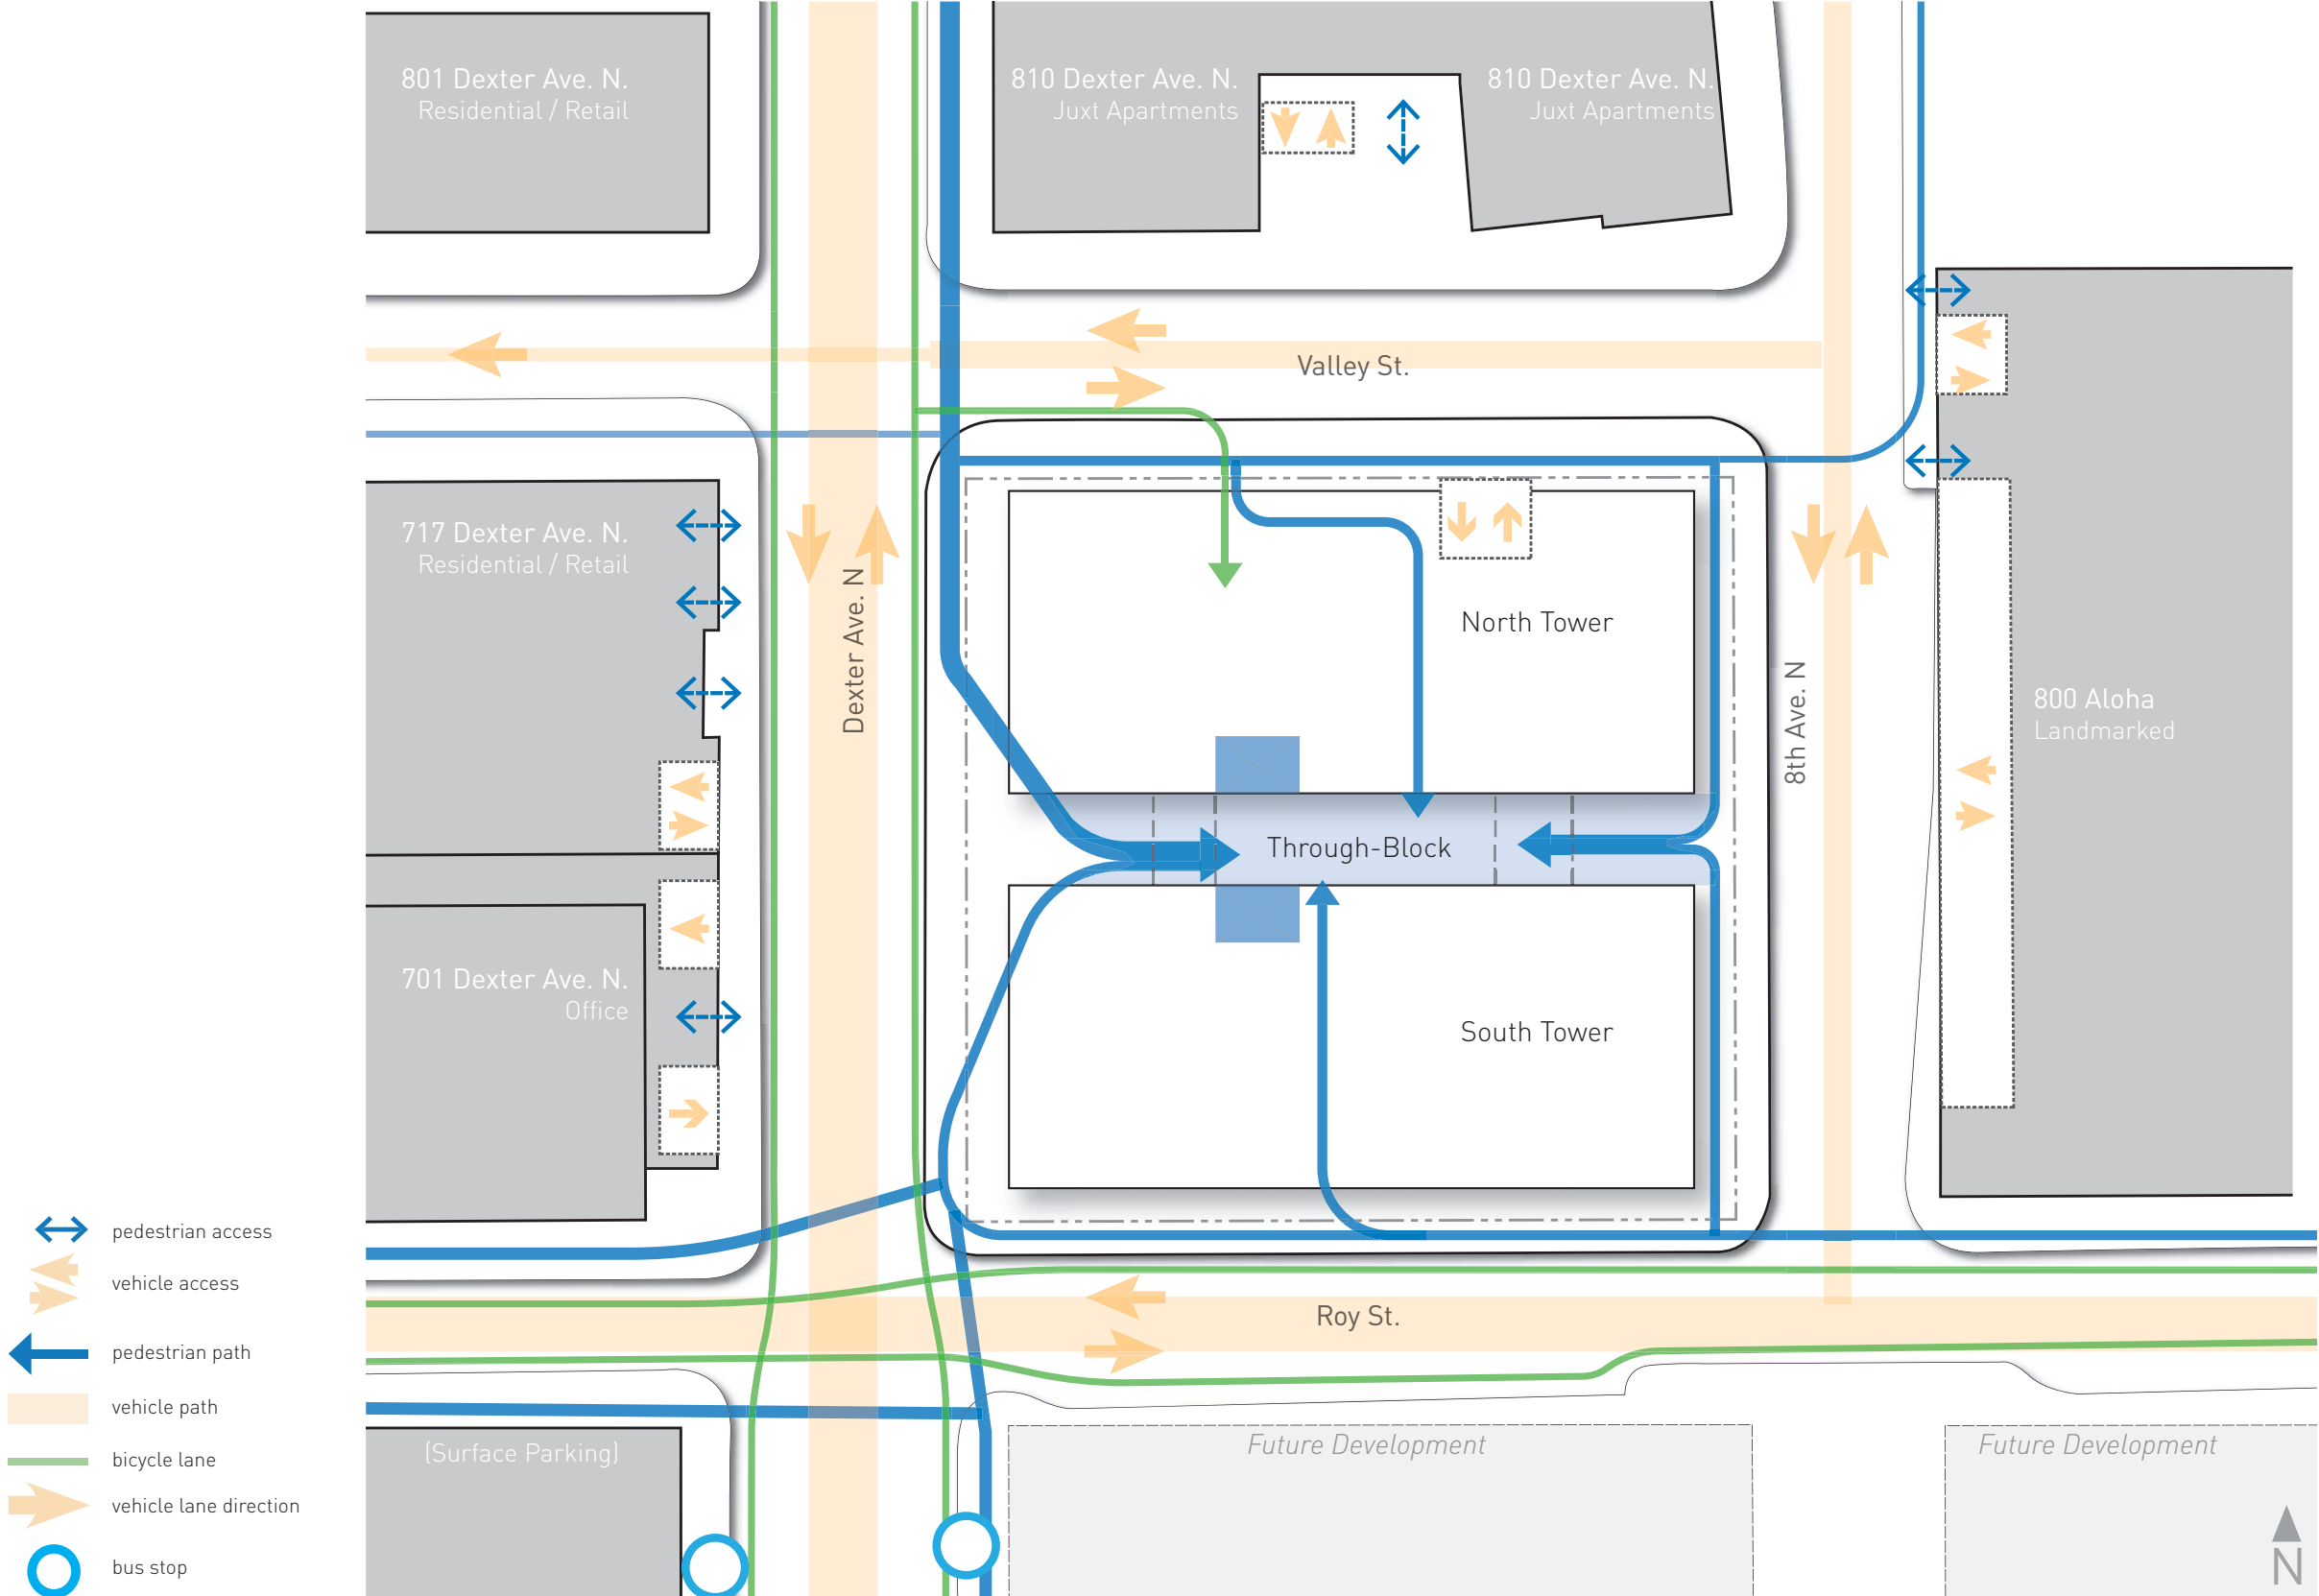 801 Dexter Ave. N.
Residential / Retail
810 Dexter Ave. N.
Juxt Apartments
810 Dexter Ave. N.
Juxt Apartments
Valley St.
717 Dexter Ave. N.
Residential / Retail
Dexter Ave. N
North Tower
8th Ave. N
800 Aloha
Landmarked
Through-Block
701 Dexter Ave. N.
Office
South Tower
Roy St.
(Surface Parking)
Future Development
Future Development
pedestrian access
vehicle access
pedestrian path
vehicle path
bicycle lane
vehicle lane direction
bus stop
N